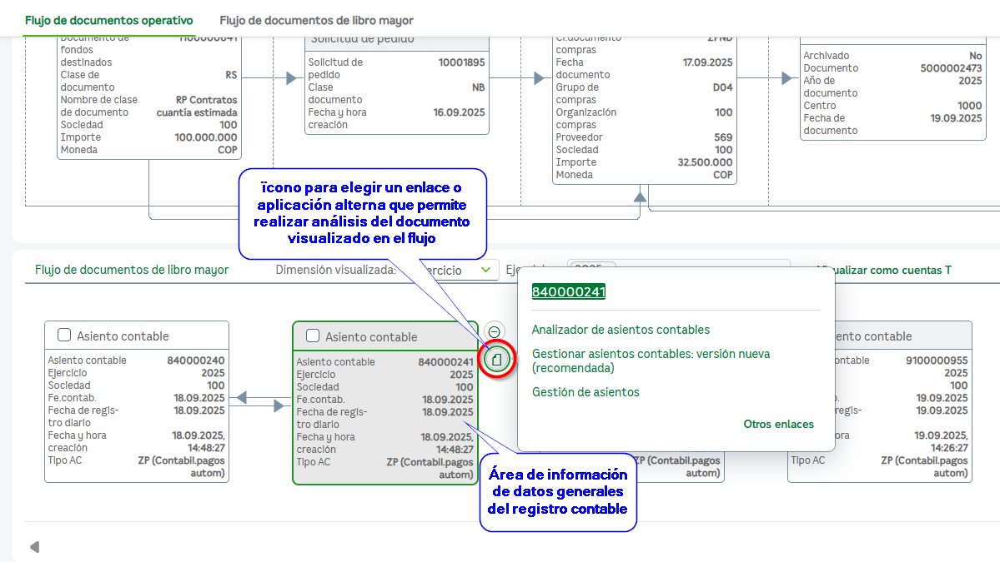 Flujo de documentos operativo
Flujo de documentos de libro mayor
Documento de 1100000641
fondos
destinados
Clase de RS
documento
Nombre de clase RP Contratos
de documento cuantía estimada
Sociedad 100
Importe 100.000.000
Moneda COP
Solicitud de pedido
Solicitud de 10001895
pedido
Clase NB
documento
Fecha y hora 16.09.2025
creación
Cl.documento ZPND
compras
Fecha 17.09.2025
documento
Grupo de D04
compras
Organización 100
compras
Proveedor 569
Sociedad 100
Importe 32.500.000
Moneda COP
Archivado No
Documento 5000002473
Año de 2025
documento
Centro 1000
Fecha de 19.09.2025
documento
ïcono para elegir un enlace o
aplicación alterna que permite
realizar análisis del documento
visualizado en el flujo
Flujo de documentos de libro mayor
Dimensión visualizada:
ercicio
Visualizar como cuentas T
840000241
Analizador de asientos contables
Gestionar asientos contables: versión nueva
(recomendada)
Gestión de asientos
Otros enlaces
Asiento contable
Asiento contable 840000240
Ejercicio 2025
Sociedad 100
Fe.contab. 18.09.2025
Fecha de regis- 18.09.2025
tro diario
Fecha y hora 18.09.2025,
creación 14:48:27
Tipo AC ZP (Contabil.pagos
autom)
Asiento contable
Asiento contable 840000241
Ejercicio 2025
Sociedad 100
Fe.contab. 18.09.2025
Fecha de regis- 18.09.2025
tro diario
Fecha y hora 18.09.2025,
creación 14:48:27
Tipo AC ZP (Contabil.pagos
autom)
ZP (Contabil.pagos
autom)
ento contable
ontable 9100000955
2025
100
19.09.2025
regis- 19.09.2025
ora 19.09.2025,
14:26:27
Tipo AC ZP (Contabil.pagos
autom)
Área de información
de datos generales
del registro contable